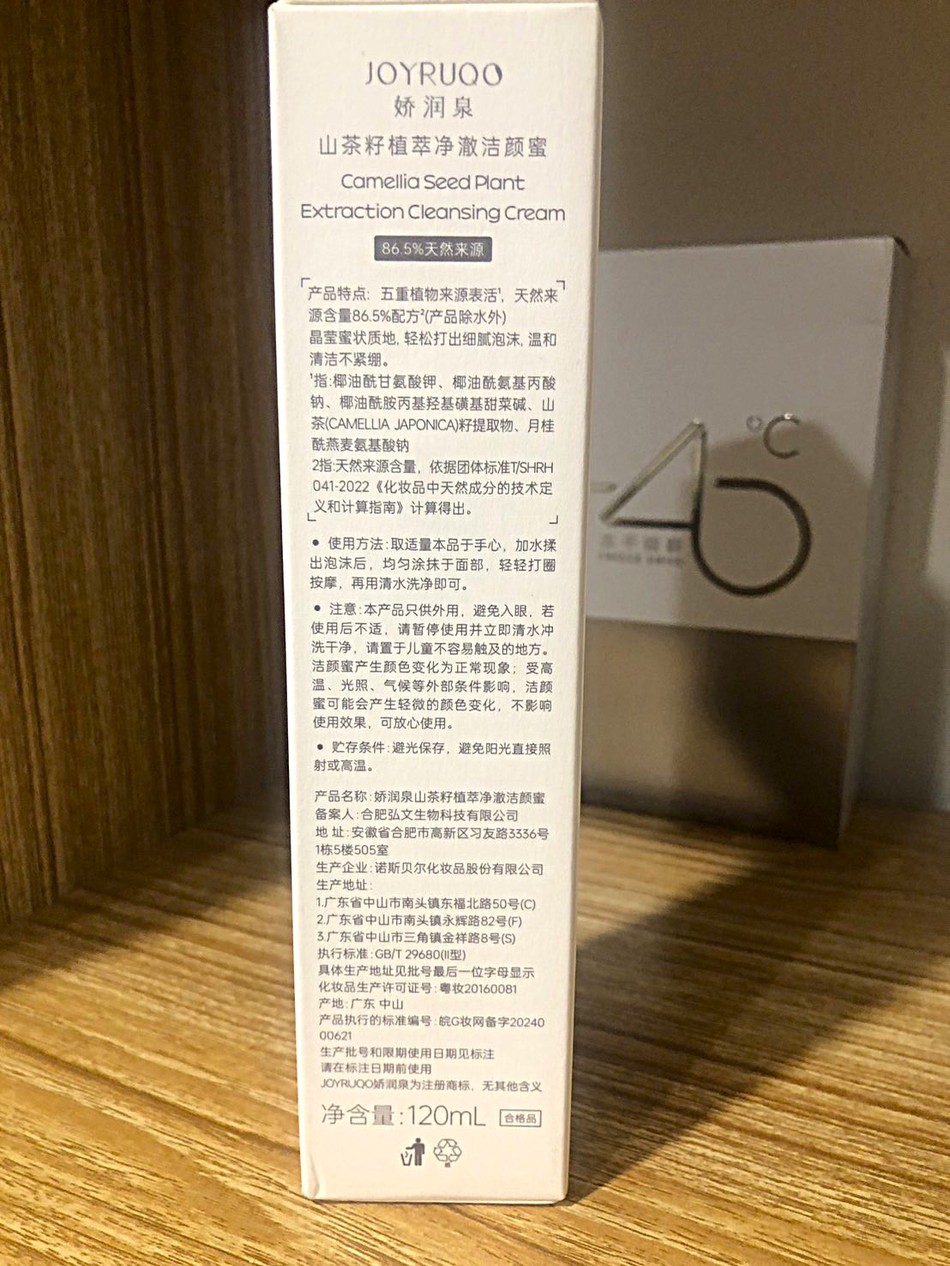 JOYRUQO
娇润泉
山茶籽植萃净澈洁颜蜜
Camellia Seed Plant
Extraction Cleansing Cream
86.5%天然来源
产品特点: 五重植物来源表活¹, 天然来
源含量86.5%配方²(产品除水外)
晶莹蜜状质地, 轻松打出细腻泡沫, 温和
清洁不紧绷。
¹指:椰油酰甘氨酸钾、椰油酰氨基丙酸
钠、椰油酰胺丙基羟基磺基甜菜碱、山
茶(CAMELLIA JAPONICA)籽提取物、月桂
酰燕麦氨基酸钠
2指:天然来源含量, 依据团体标准T/SHRH
041-2022《化妆品中天然成分的技术定
义和计算指南》计算得出。
● 使用方法:取适量本品于手心, 加水揉
出泡沫后, 均匀涂抹于面部, 轻轻打圈
按摩, 再用清水洗净即可。
● 注意:本产品只供外用, 避免入眼, 若
使用后不适, 请暂停使用并立即清水冲
洗干净, 请置于儿童不容易触及的地方。
洁颜蜜产生颜色变化为正常现象; 受高
温、光照、气候等外部条件影响, 洁颜
蜜可能会产生轻微的颜色变化, 不影响
使用效果, 可放心使用。
● 贮存条件:避光保存, 避免阳光直接照
射或高温。
产品名称:娇润泉山茶籽植萃净澈洁颜蜜
备案人:合肥弘文生物科技有限公司
地 址:安徽省合肥市高新区习友路3336号
1栋5楼505室
生产企业:诺斯贝尔化妆品股份有限公司
生产地址:
1.广东省中山市南头镇东福北路50号(C)
2.广东省中山市南头镇永辉路82号(F)
3.广东省中山市三角镇金祥路8号(S)
执行标准:GB/T 29680(II型)
具体生产地址见批号最后一位字母显示
化妆品生产许可证号:粤妆20160081
产地:广东 中山
产品执行的标准编号:皖G妆网备字20240
00621
生产批号和限期使用日期见标注
请在标注日期前使用
JOYRUQO娇润泉为注册商标, 无其他含义
净含量:120mL 合格品
-45°C